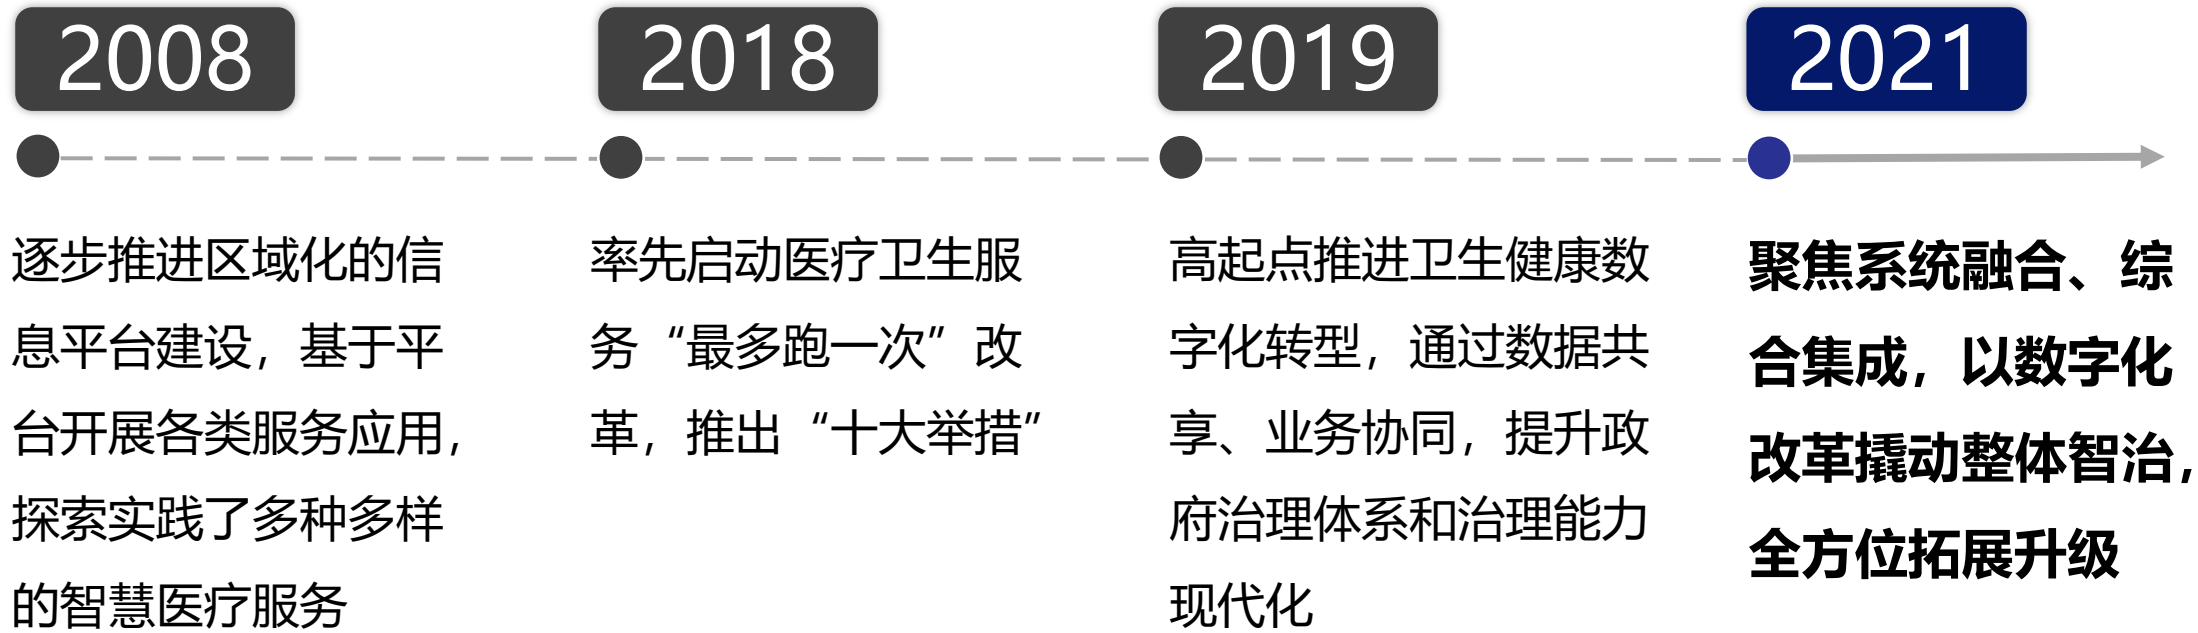 2008
逐步推进区域化的信
息平台建设，基于平
台开展各类服务应用，
探索实践了多种多样
的智慧医疗服务
2018
率先启动医疗卫生服
务“最多跑一次”改
革，推出“十大举措”
2019
高起点推进卫生健康数
字化转型，通过数据共
享、业务协同，提升政
府治理体系和治理能力
现代化
2021
聚焦系统融合、综
合集成，以数字化
改革撬动整体智治，
全方位拓展升级